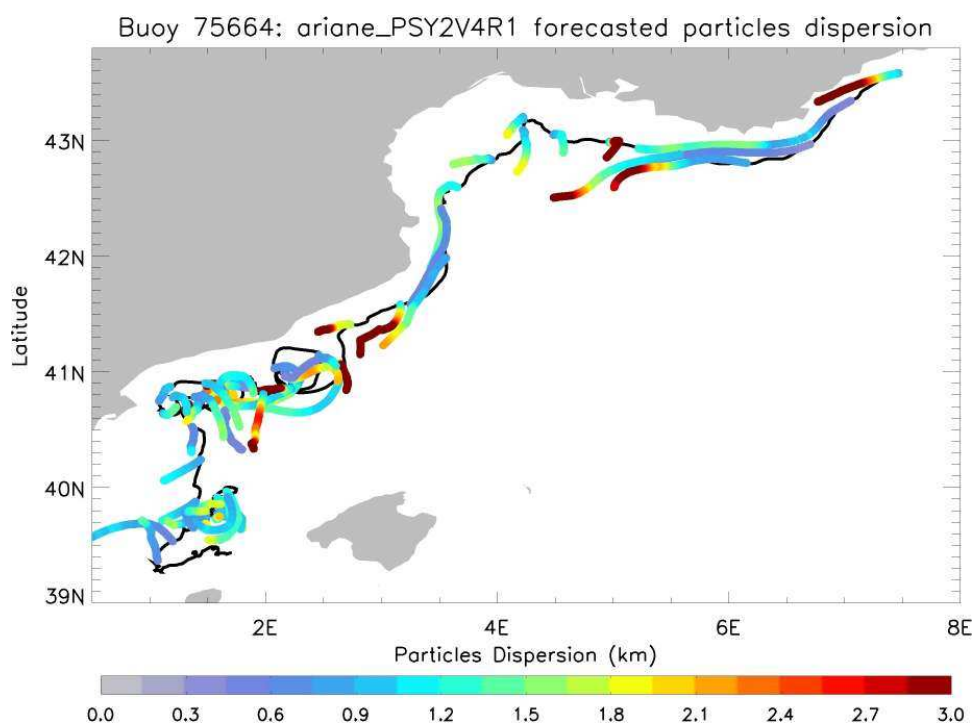 Buoy 75664: ariane_PSY2V4R1 forecasted particles dispersion
43N
42N
Latitude
41N
40N
39N
2E 4E 6E 8E
Particles Dispersion (km)
0.0 0.3 0.6 0.9 1.2 1.5 1.8 2.1 2.4 2.7 3.0